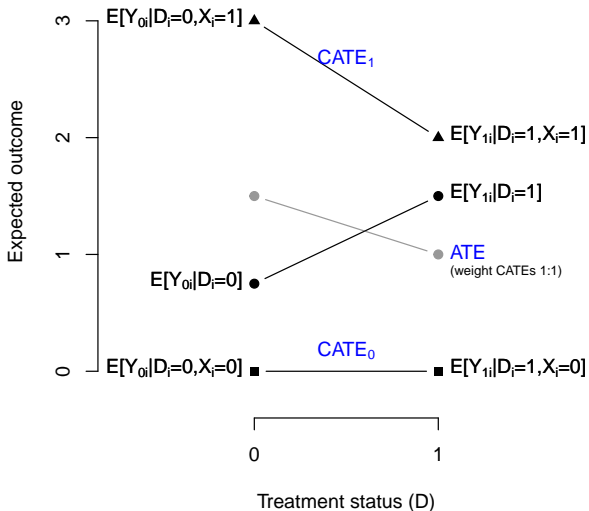 3
E[Y0i|Di=0,Xi=1]
CATE1
2
E[Y1i|Di=1,Xi=1]
E[Y1i|Di=1]
Expected outcome
1
ATE
(weight CATEs 1:1)
E[Y0i|Di=0]
CATE0
0
E[Y0i|Di=0,Xi=0]
E[Y1i|Di=1,Xi=0]
0 1
Treatment status (D)